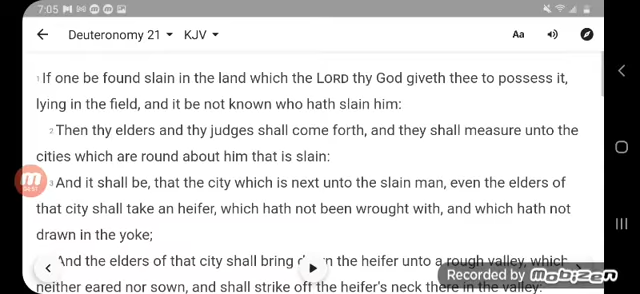 7:05
Deuteronomy 21 KJV Aa
1 If one be found slain in the land which the LORD thy God giveth thee to possess it,
lying in the field, and it be not known who hath slain him:
2 Then thy elders and thy judges shall come forth, and they shall measure unto the
cities which are round about him that is slain:
3 And it shall be, that the city which is next unto the slain man, even the elders of
that city shall take an heifer, which hath not been wrought with, and which hath not
drawn in the yoke;
And the elders of that city shall bring the heifer unto a rough valley, which
neither eared nor sown, and shall strike off the heifer's neck there in the valley:
Recorded by Mobizen